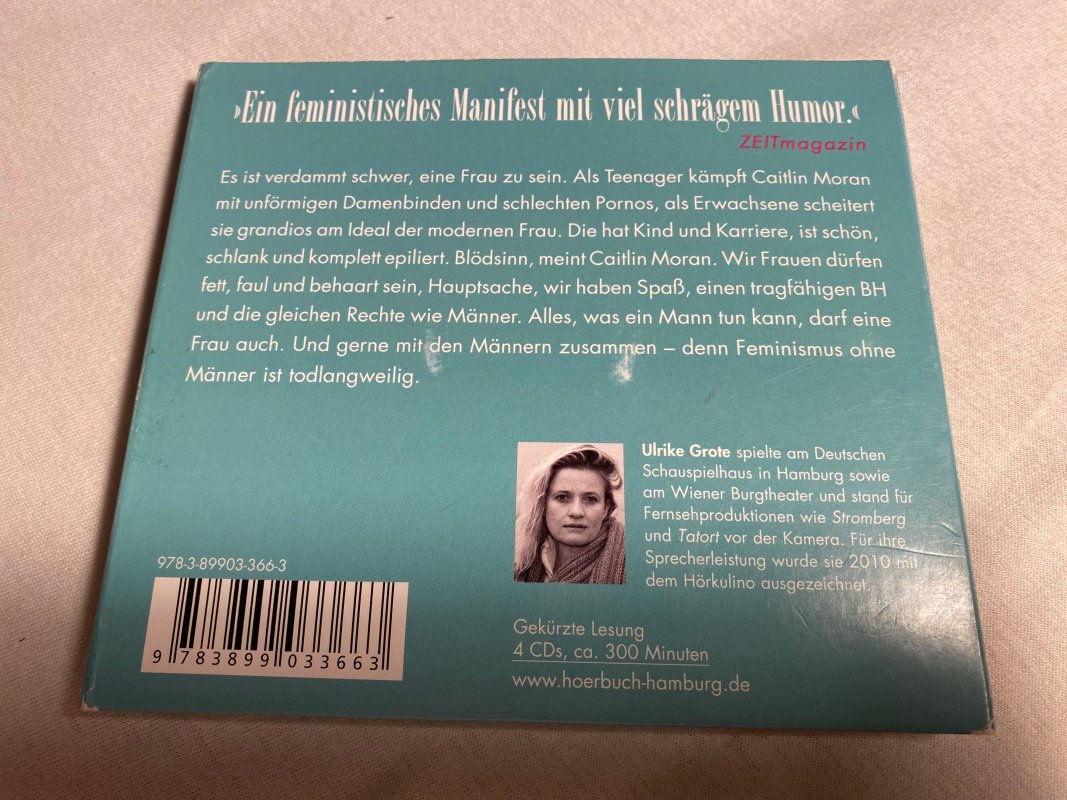 »Ein feministisches Manifest mit viel schrägem Humor.«
ZEITmagazin
Es ist verdammt schwer, eine Frau zu sein. Als Teenager kämpft Caitlin Moran
mit unförmigen Damenbinden und schlechten Pornos, als Erwachsene scheitert
sie grandios am Ideal der modernen Frau. Die hat Kind und Karriere, ist schön,
schlank und komplett epiliert. Blödsinn, meint Caitlin Moran. Wir Frauen dürfen
fett, faul und behaart sein, Hauptsache, wir haben Spaß, einen tragfähigen BH
und die gleichen Rechte wie Männer. Alles, was ein Mann tun kann, darf eine
Frau auch. Und gerne mit den Männern zusammen – denn Feminismus ohne
Männer ist todlangweilig.
Ulrike Grote spielte am Deutschen
Schauspielhaus in Hamburg sowie
am Wiener Burgtheater und stand für
Fernsehproduktionen wie Stromberg
und Tatort vor der Kamera. Für ihre
Sprecherleistung wurde sie 2010 mit
dem Hörkulino ausgezeichnet.
978-3-89903-366-3
9 783899 033663
Gekürzte Lesung
4 CDs, ca. 300 Minuten
www.hoerbuch-hamburg.de